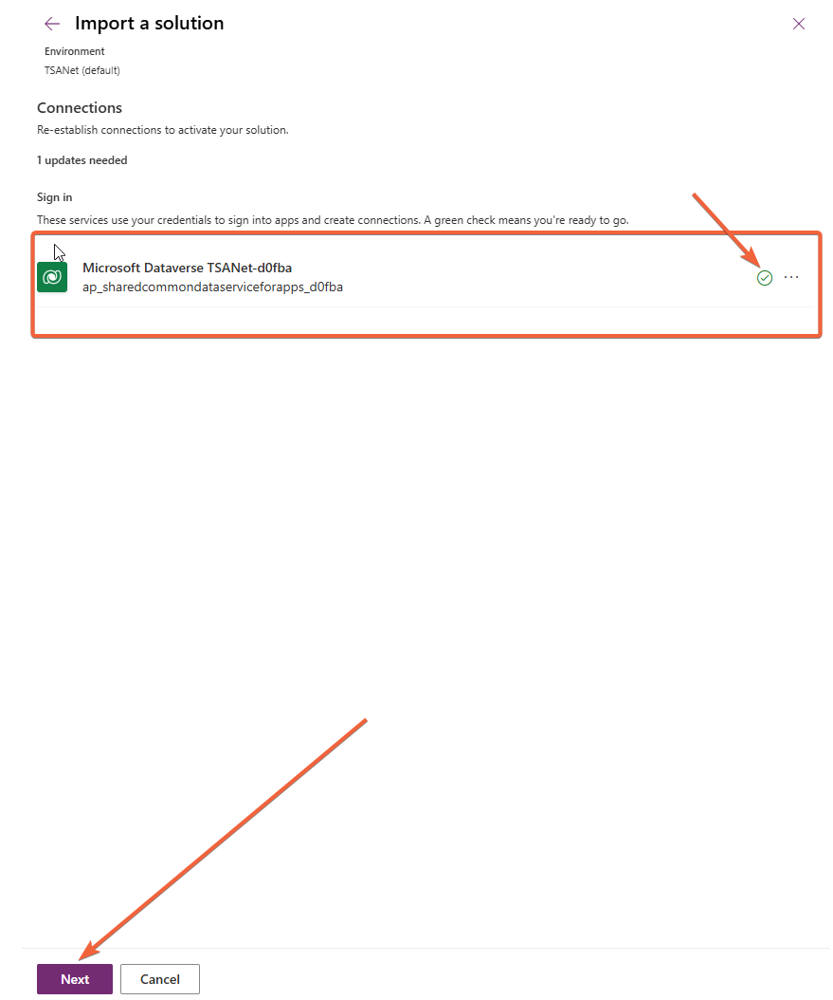 Import a solution
Environment
TSANet (default)
Connections
Re-establish connections to activate your solution.
1 updates needed
Sign in
These services use your credentials to sign into apps and create connections. A green check means you're ready to go.
Microsoft Dataverse TSANet-d0fba
ap_sharedcommondataserviceforapps_d0fba
Next
Cancel